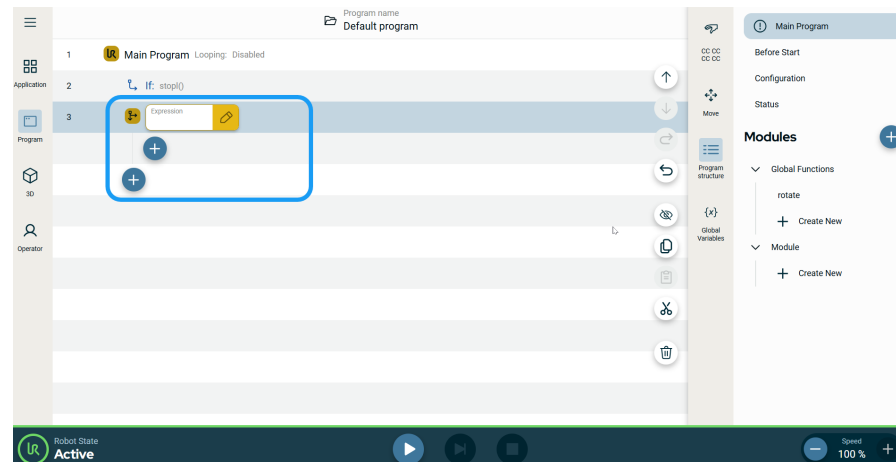 Program name
Default program
1
Main Program Looping: Disabled
2
If: stopl()
3
Expression
Application
Program
3D
Operator
CC CC
CC CC
Move
Program
structure
{x}
Global
Variables
Main Program
Before Start
Configuration
Status
Modules
Global Functions
rotate
Create New
Module
Create New
UR
Robot State
Active
Speed
100 %